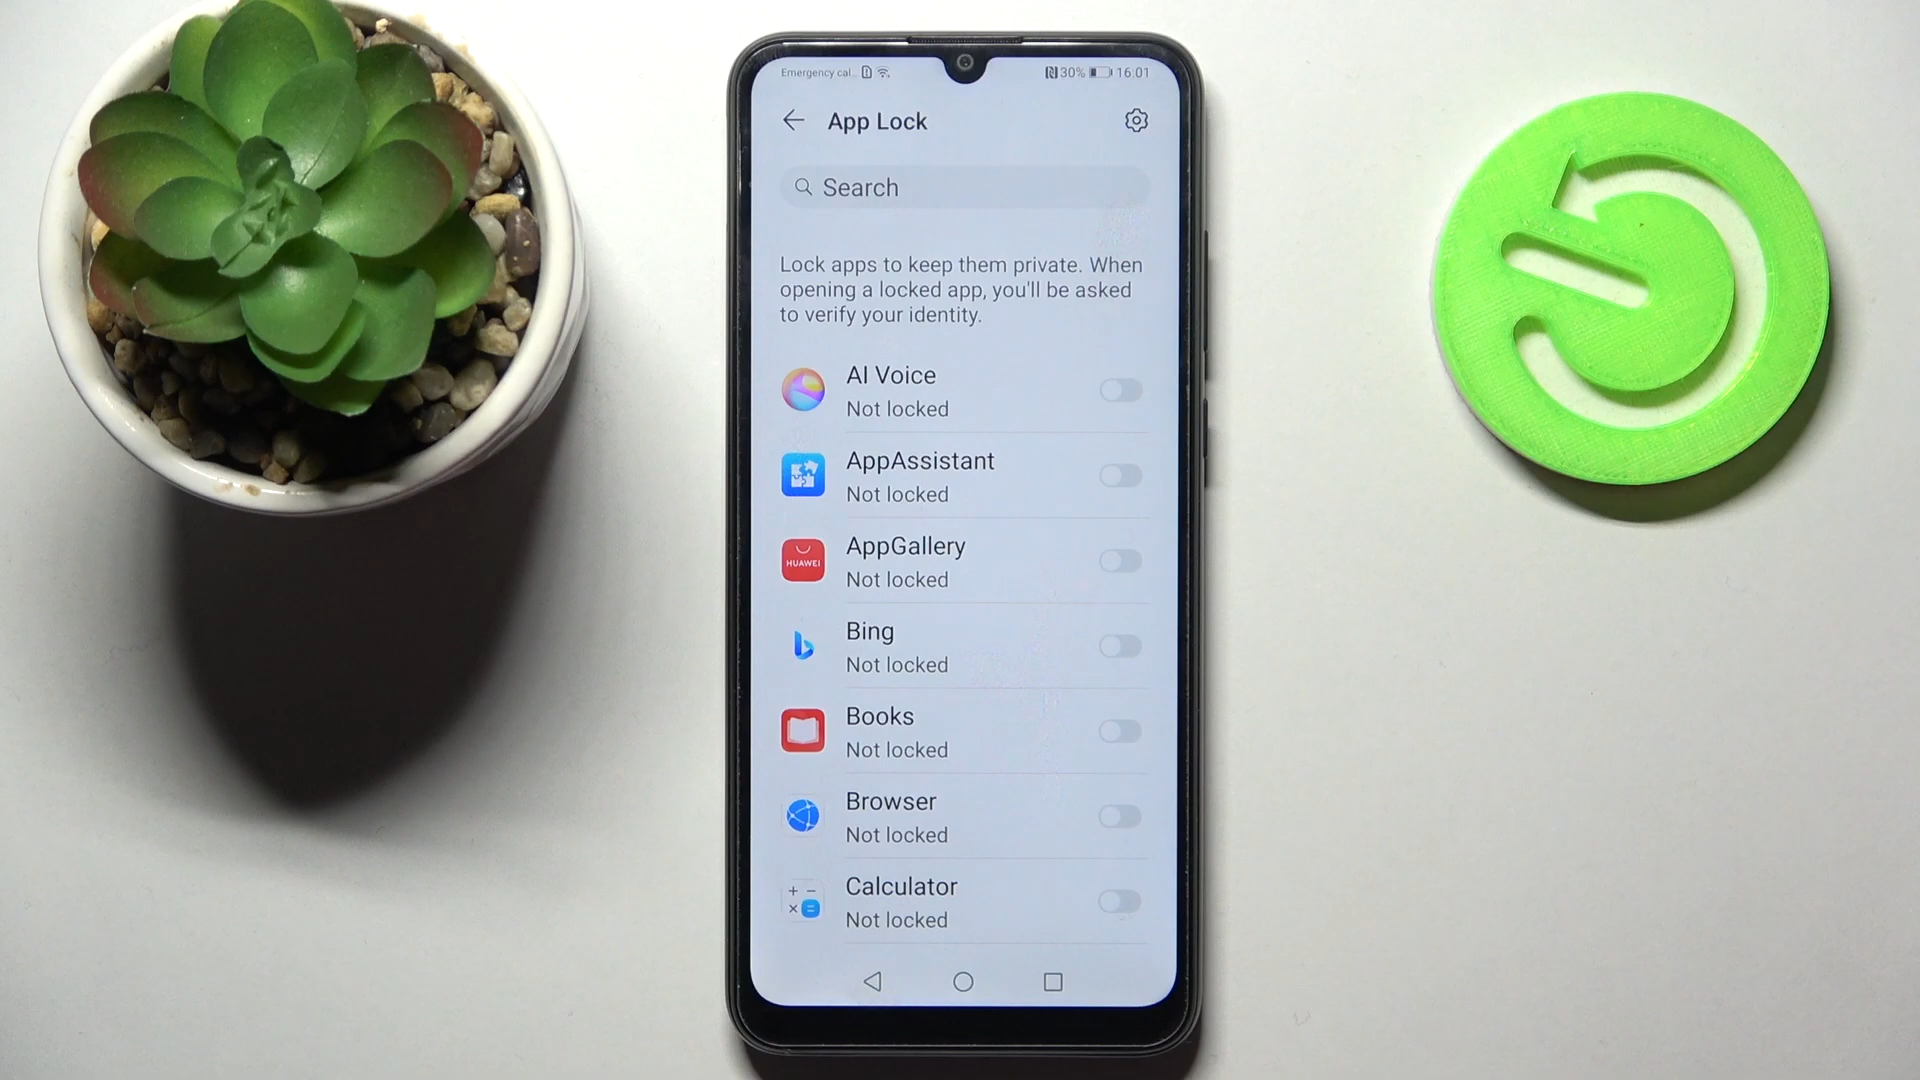 Emergency cal... 30% 16:01
App Lock
Search
Lock apps to keep them private. When
opening a locked app, you'll be asked
to verify your identity.
AI Voice
Not locked
AppAssistant
Not locked
HUAWEI
AppGallery
Not locked
Bing
Not locked
Books
Not locked
Browser
Not locked
Calculator
Not locked